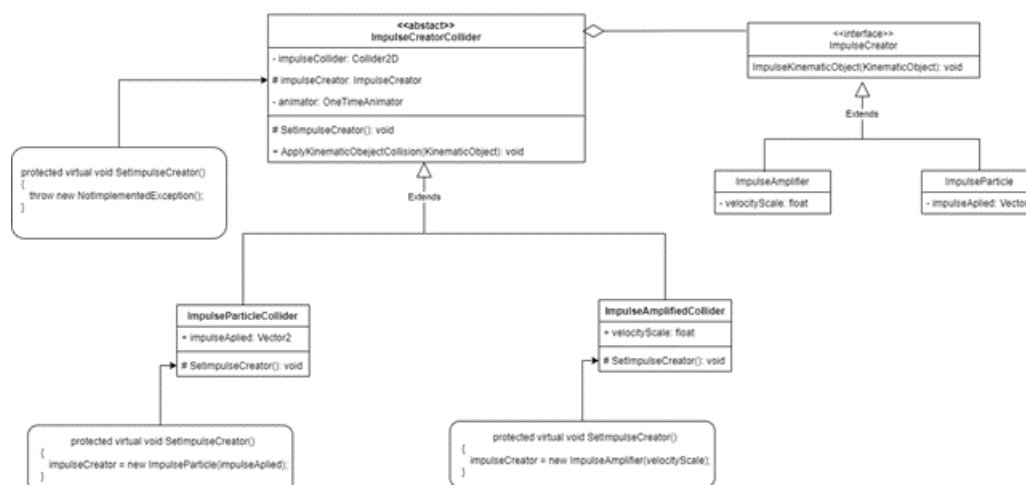 <<abstact>>
ImpulseCreatorCollider
- impulseCollider: Collider2D
# impulseCreator: ImpulseCreator
- animator: OneTimeAnimator
# SetImpulseCreator(): void
+ ApplyKinematicObejectCollision(KinematicObject): void
<<interface>>
ImpulseCreator
ImpulseKinematicObject(KinematicObject): void
Extends
ImpulseAmplifier
- velocityScale: float
ImpulseParticle
- impulseAplied: Vector
protected virtual void SetImpulseCreator()
{
throw new NotImplementedException();
}
Extends
ImpulseParticleCollider
+ impulseAplied: Vector2
# SetImpulseCreator(): void
ImpulseAmplifiedCollider
+ velocityScale: float
# SetImpulseCreator(): void
protected virtual void SetImpulseCreator()
{
impulseCreator = new ImpulseParticle(impulseAplied);
}
protected virtual void SetImpulseCreator()
{
impulseCreator = new ImpulseAmplifier(velocityScale);
}